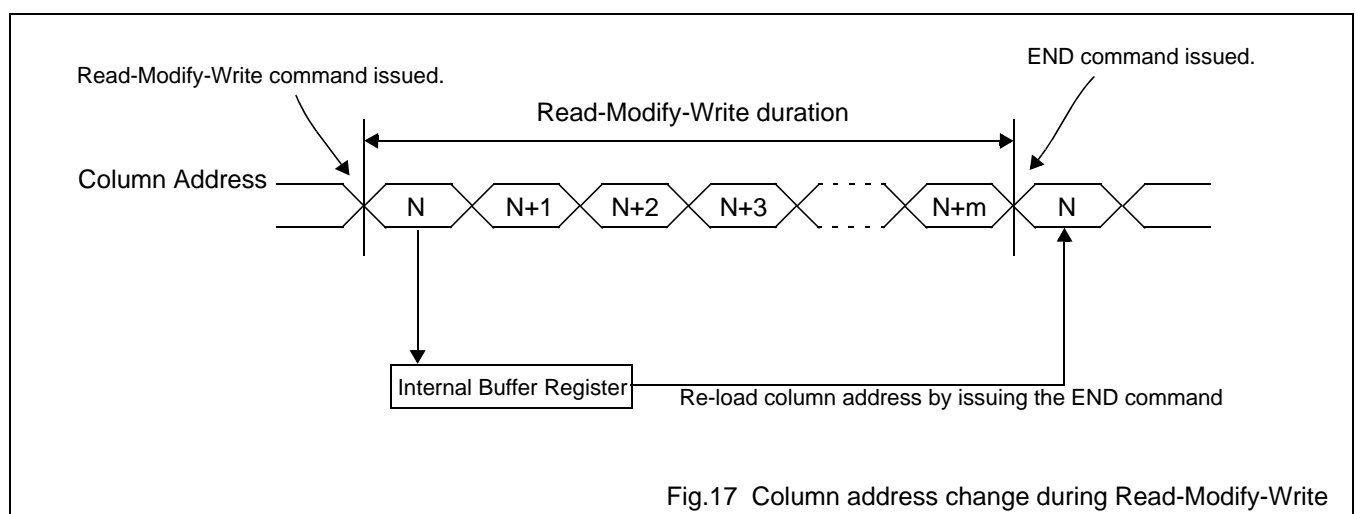 Read-Modify-Write command issued.
END command issued.
Read-Modify-Write duration
Column Address
N
N+1
N+2
N+3
N+m
N
Internal Buffer Register
Re-load column address by issuing the END command
Fig.17 Column address change during Read-Modify-Write